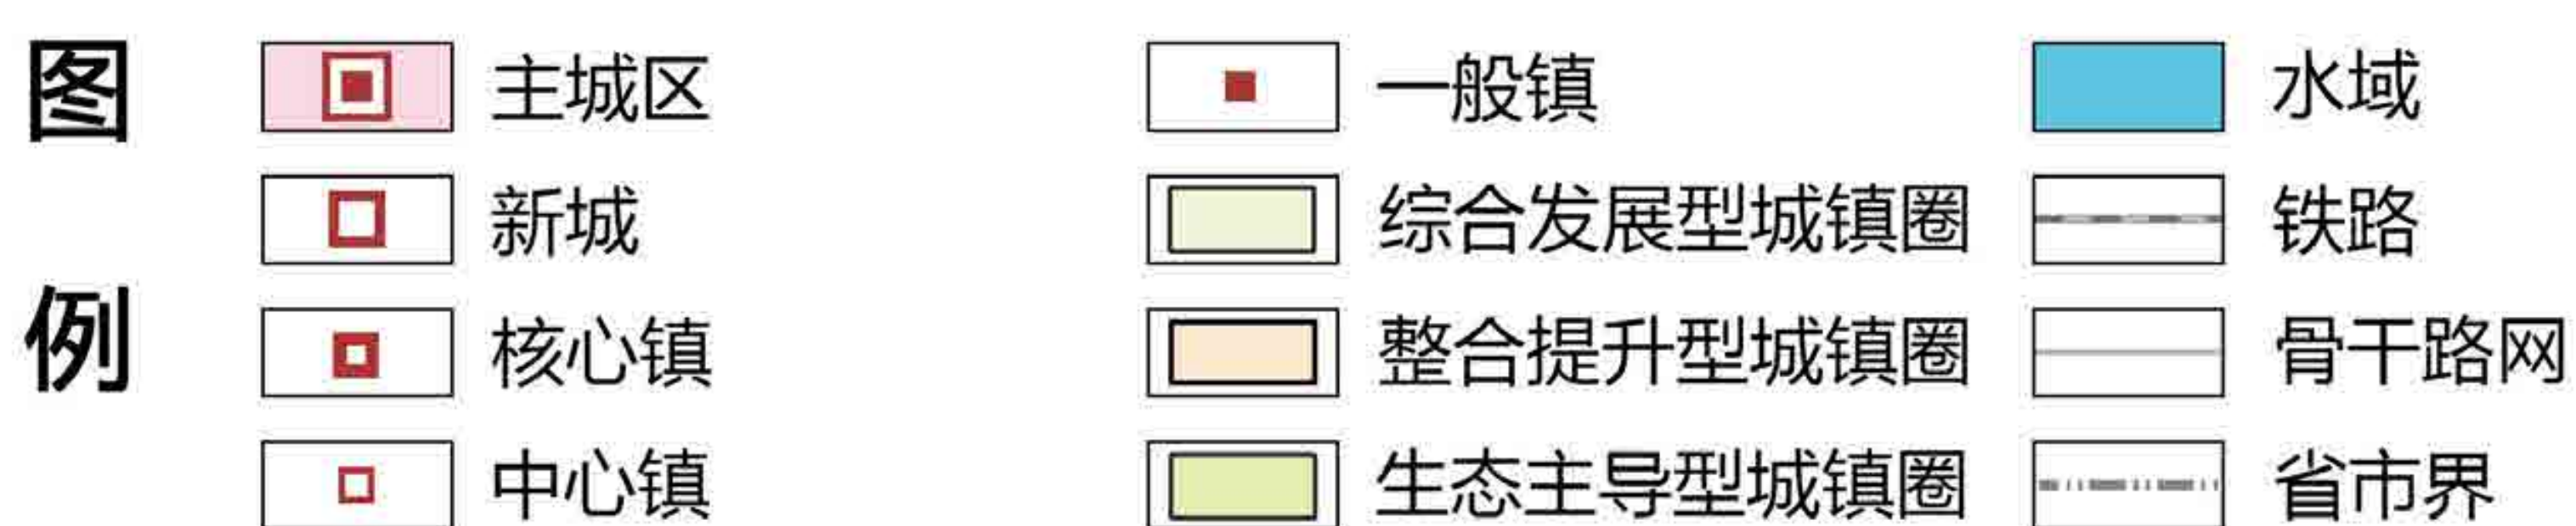 图例
主城区
新城
核心镇
中心镇
一般镇
综合发展型城镇圈
整合提升型城镇圈
生态主导型城镇圈
水域
铁路
骨干路网
省市界